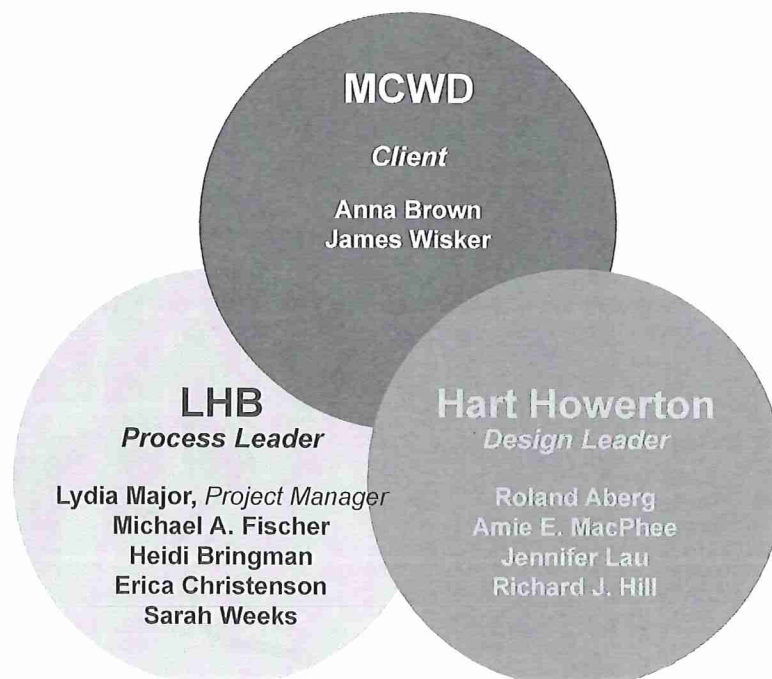 MCWD
Client
Anna Brown
James Wisker
LHB
Process Leader
Lydia Major, Project Manager
Michael A. Fischer
Heidi Bringman
Erica Christenson
Sarah Weeks
Hart Howerton
Design Leader
Roland Aberg
Amie E. MacPhee
Jennifer Lau
Richard J. Hill